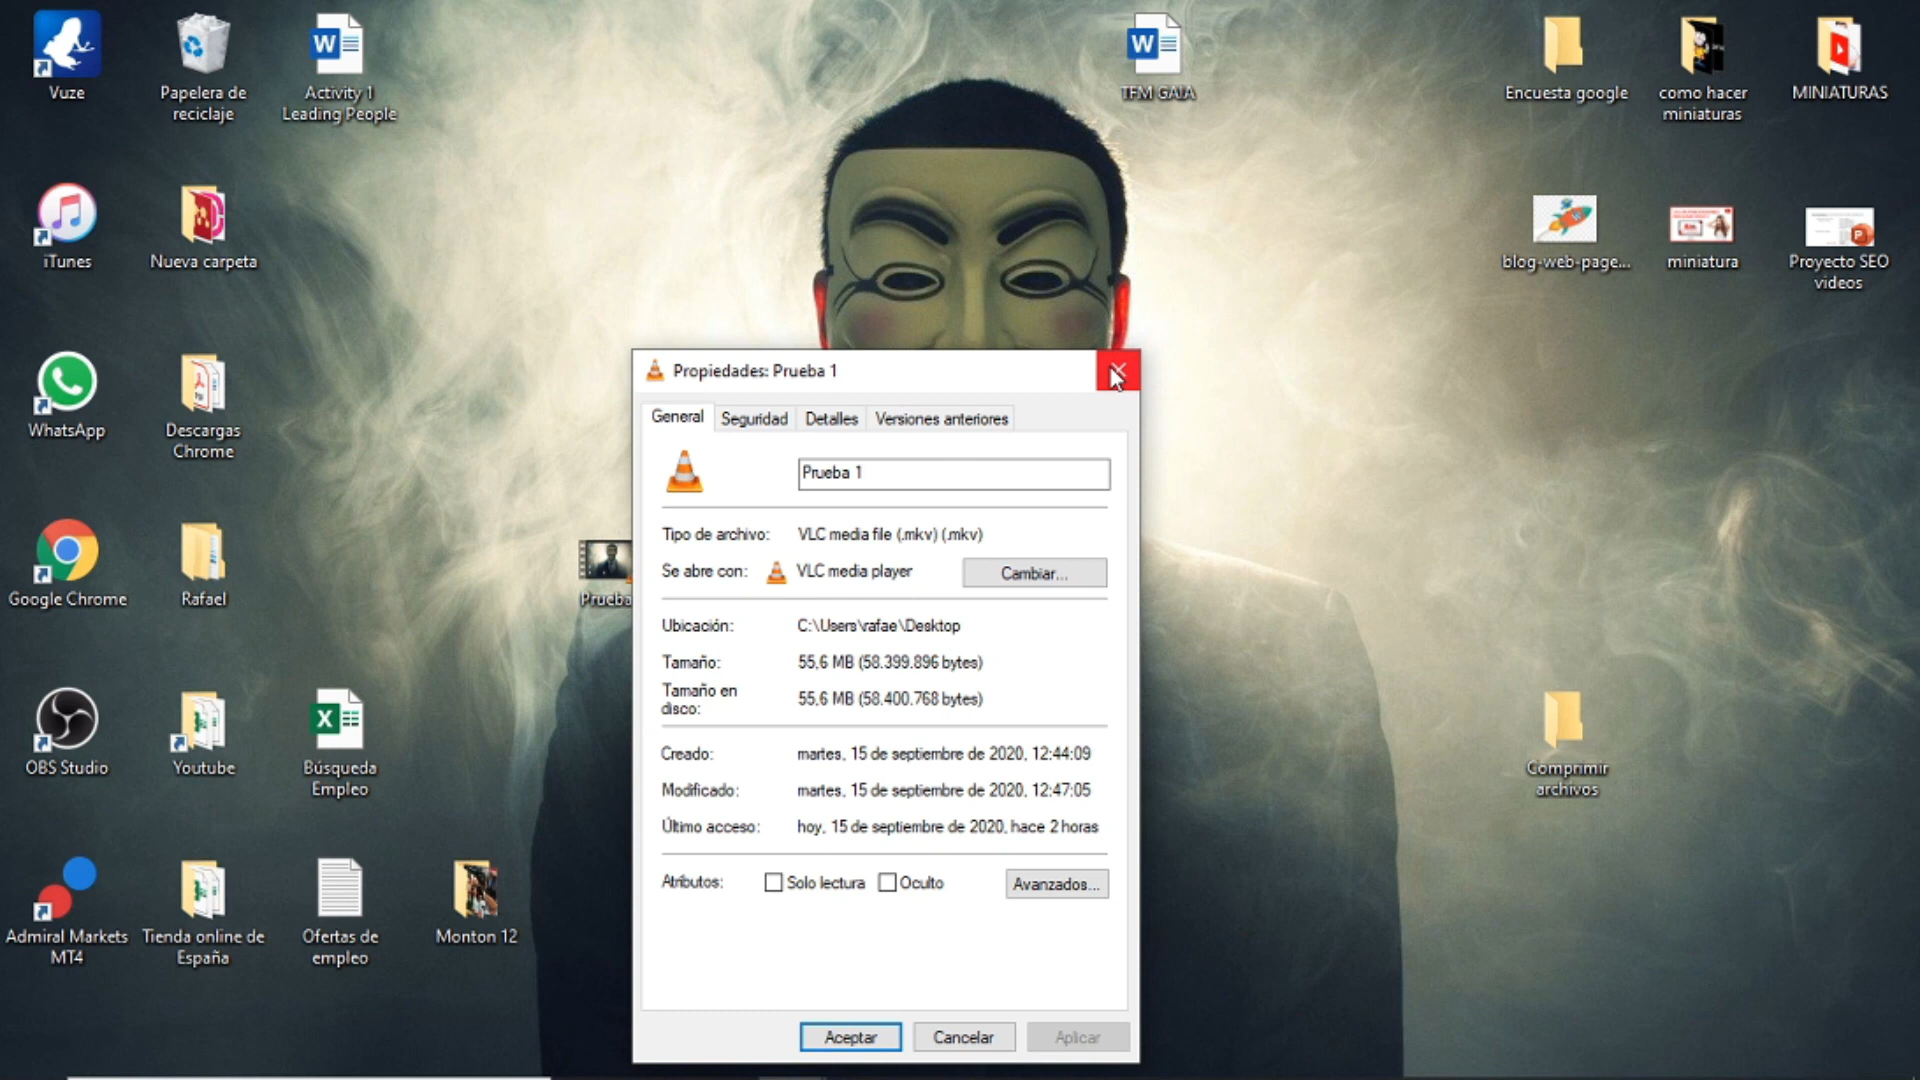 Vuze
Papelera de
reciclaje
Activity 1
Leading People
TFM GAIA
Encuesta google
como hacer
miniaturas
MINIATURAS
iTunes
Nueva carpeta
blog-web-page...
miniatura
Proyecto SEO
videos
WhatsApp
Descargas
Chrome
Google Chrome
Rafael
Prueba
OBS Studio
Youtube
Búsqueda
Empleo
Comprimir
archivos
Admiral Markets
MT4
Tienda online de
España
Ofertas de
empleo
Monton 12
Propiedades: Prueba 1
General
Seguridad
Detalles
Versiones anteriores
Prueba 1
Tipo de archivo: VLC media file (.mkv) (.mkv)
Se abre con: VLC media player
Cambiar...
Ubicación: C:\Users\rafae\Desktop
Tamaño: 55,6 MB (58.399.896 bytes)
Tamaño en
disco: 55,6 MB (58.400.768 bytes)
Creado: martes, 15 de septiembre de 2020, 12:44:09
Modificado: martes, 15 de septiembre de 2020, 12:47:05
Último acceso: hoy, 15 de septiembre de 2020, hace 2 horas
Atributos: Solo lectura Oculto
Avanzados...
Aceptar
Cancelar
Aplicar